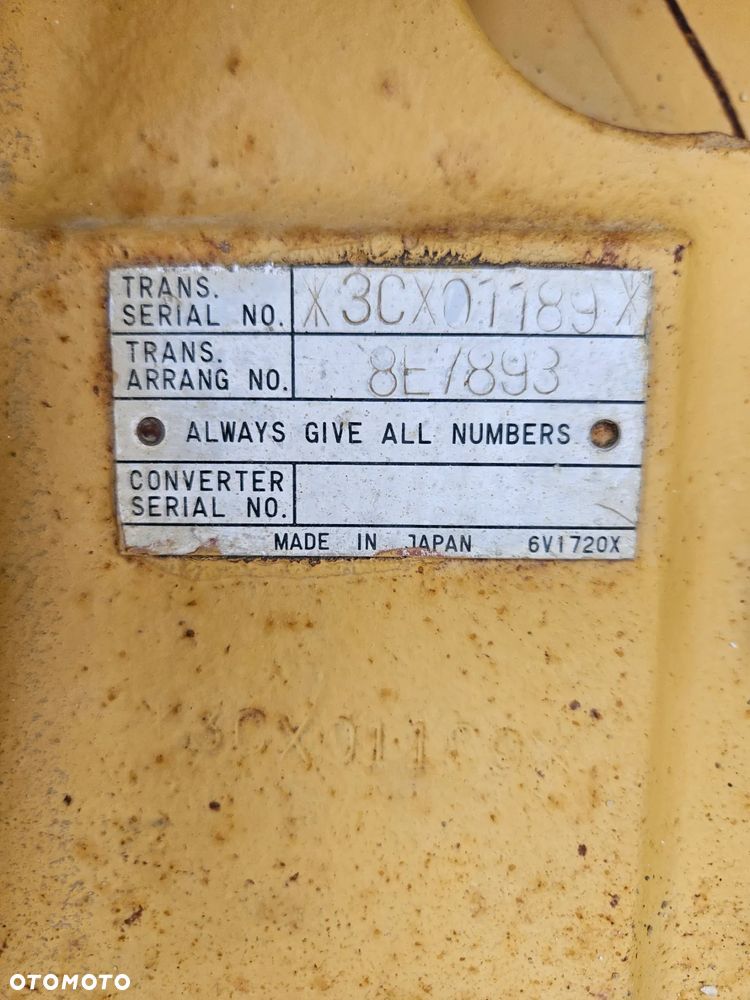 TRANS.
SERIAL NO. *3CX01189*
TRANS.
ARRANG NO. 8E7893
ALWAYS GIVE ALL NUMBERS
CONVERTER
SERIAL NO.
MADE IN JAPAN 6V1720X
OTOMOTO